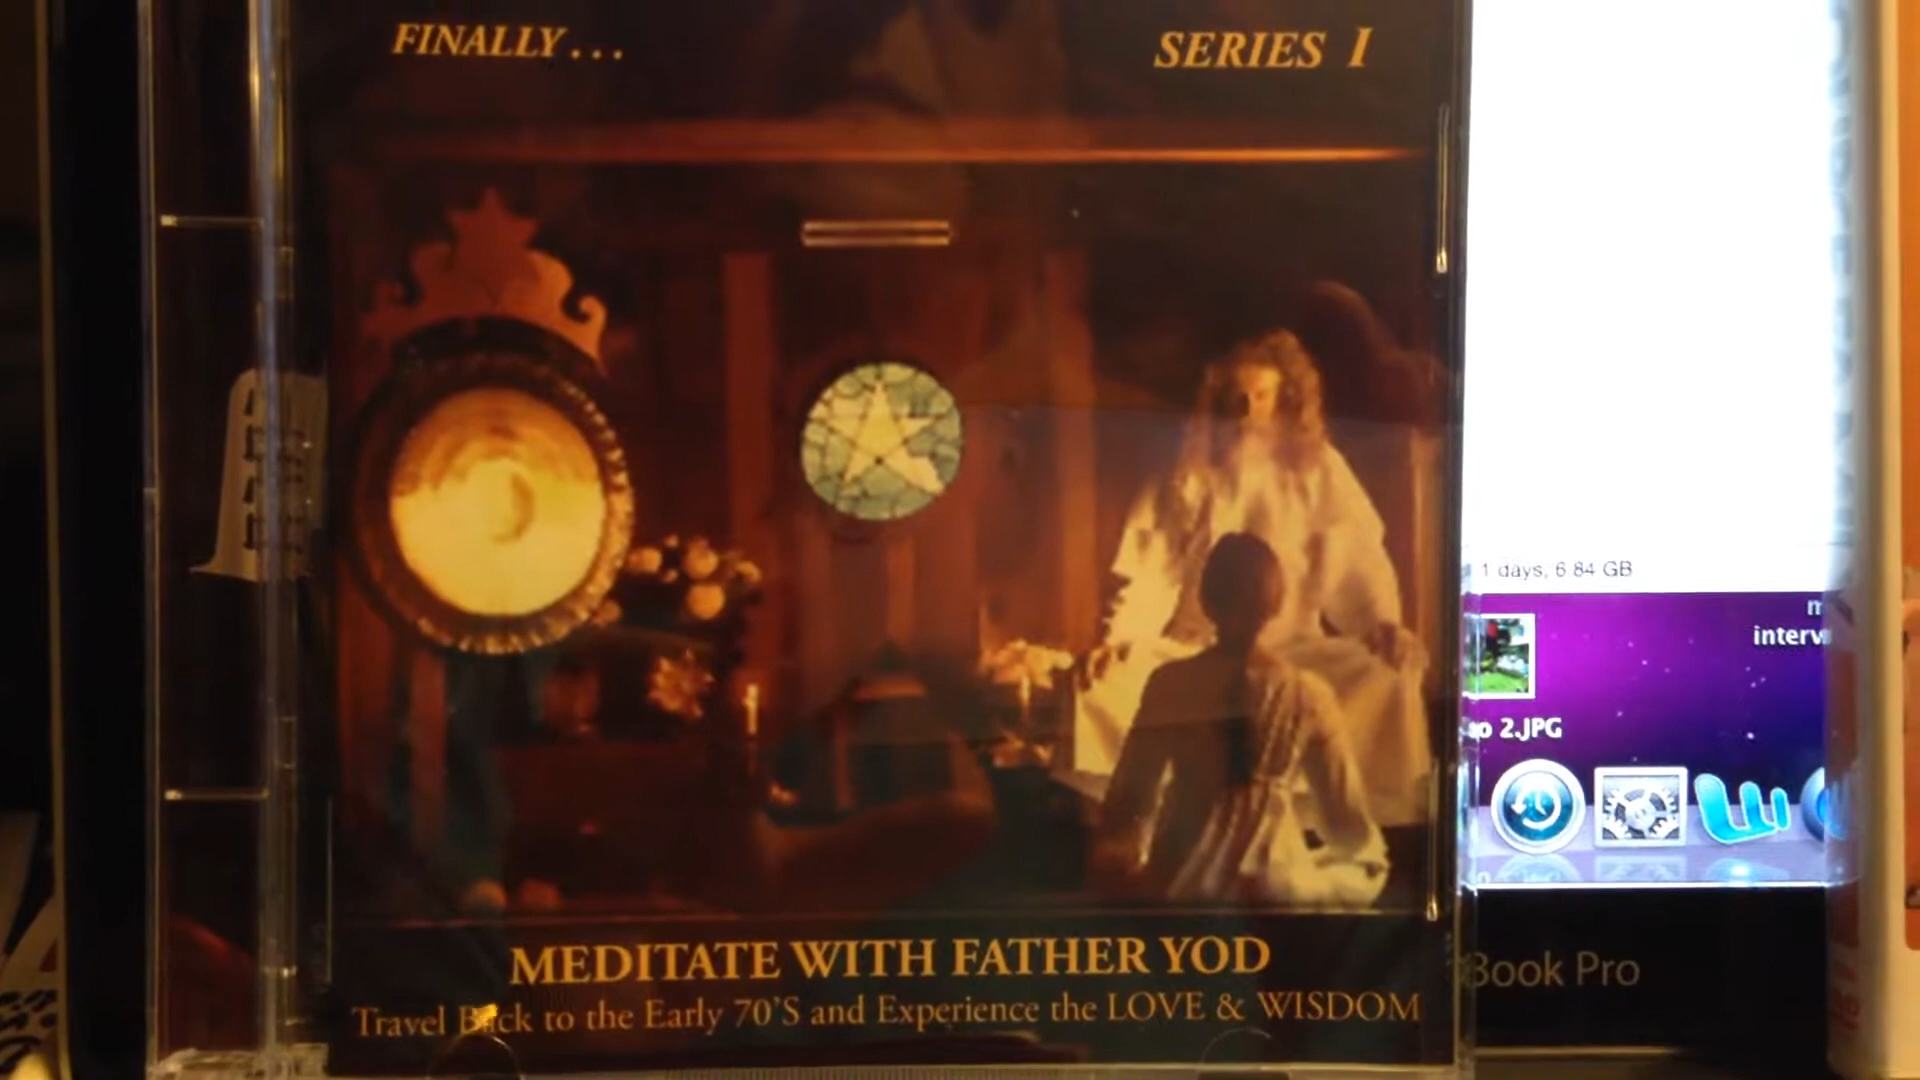 FINALLY...
SERIES I
MEDITATE WITH FATHER YOD
Travel Back to the Early 70'S and Experience the LOVE & WISDOM
1 days, 6.84 GB
interv
2.JPG
Book Pro